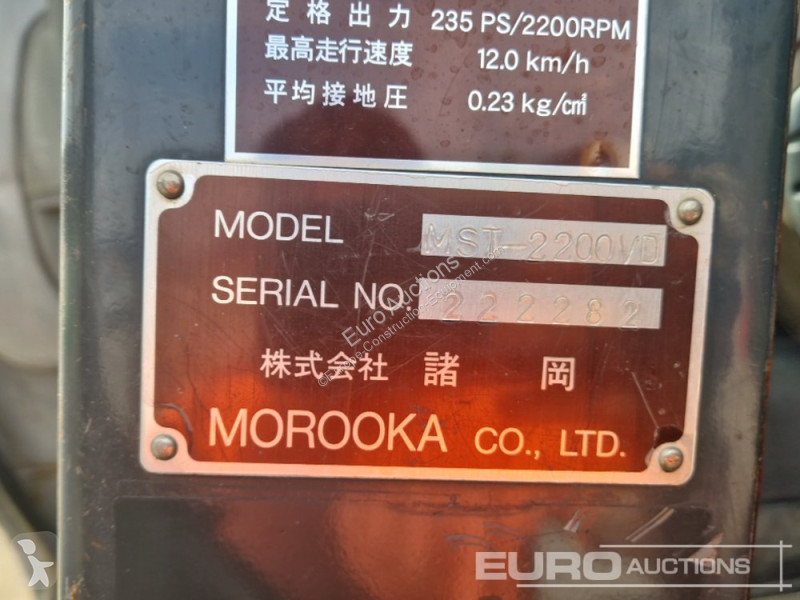 定格出力 235 PS/2200RPM
最高走行速度 12.0 km/h
平均接地圧 0.23 kg/cm²
MODEL MST-2200VD
SERIAL NO. 222282
株式会社 諸 岡
MOROOKA CO., LTD.
Euro Auctions
EURO AUCTIONS